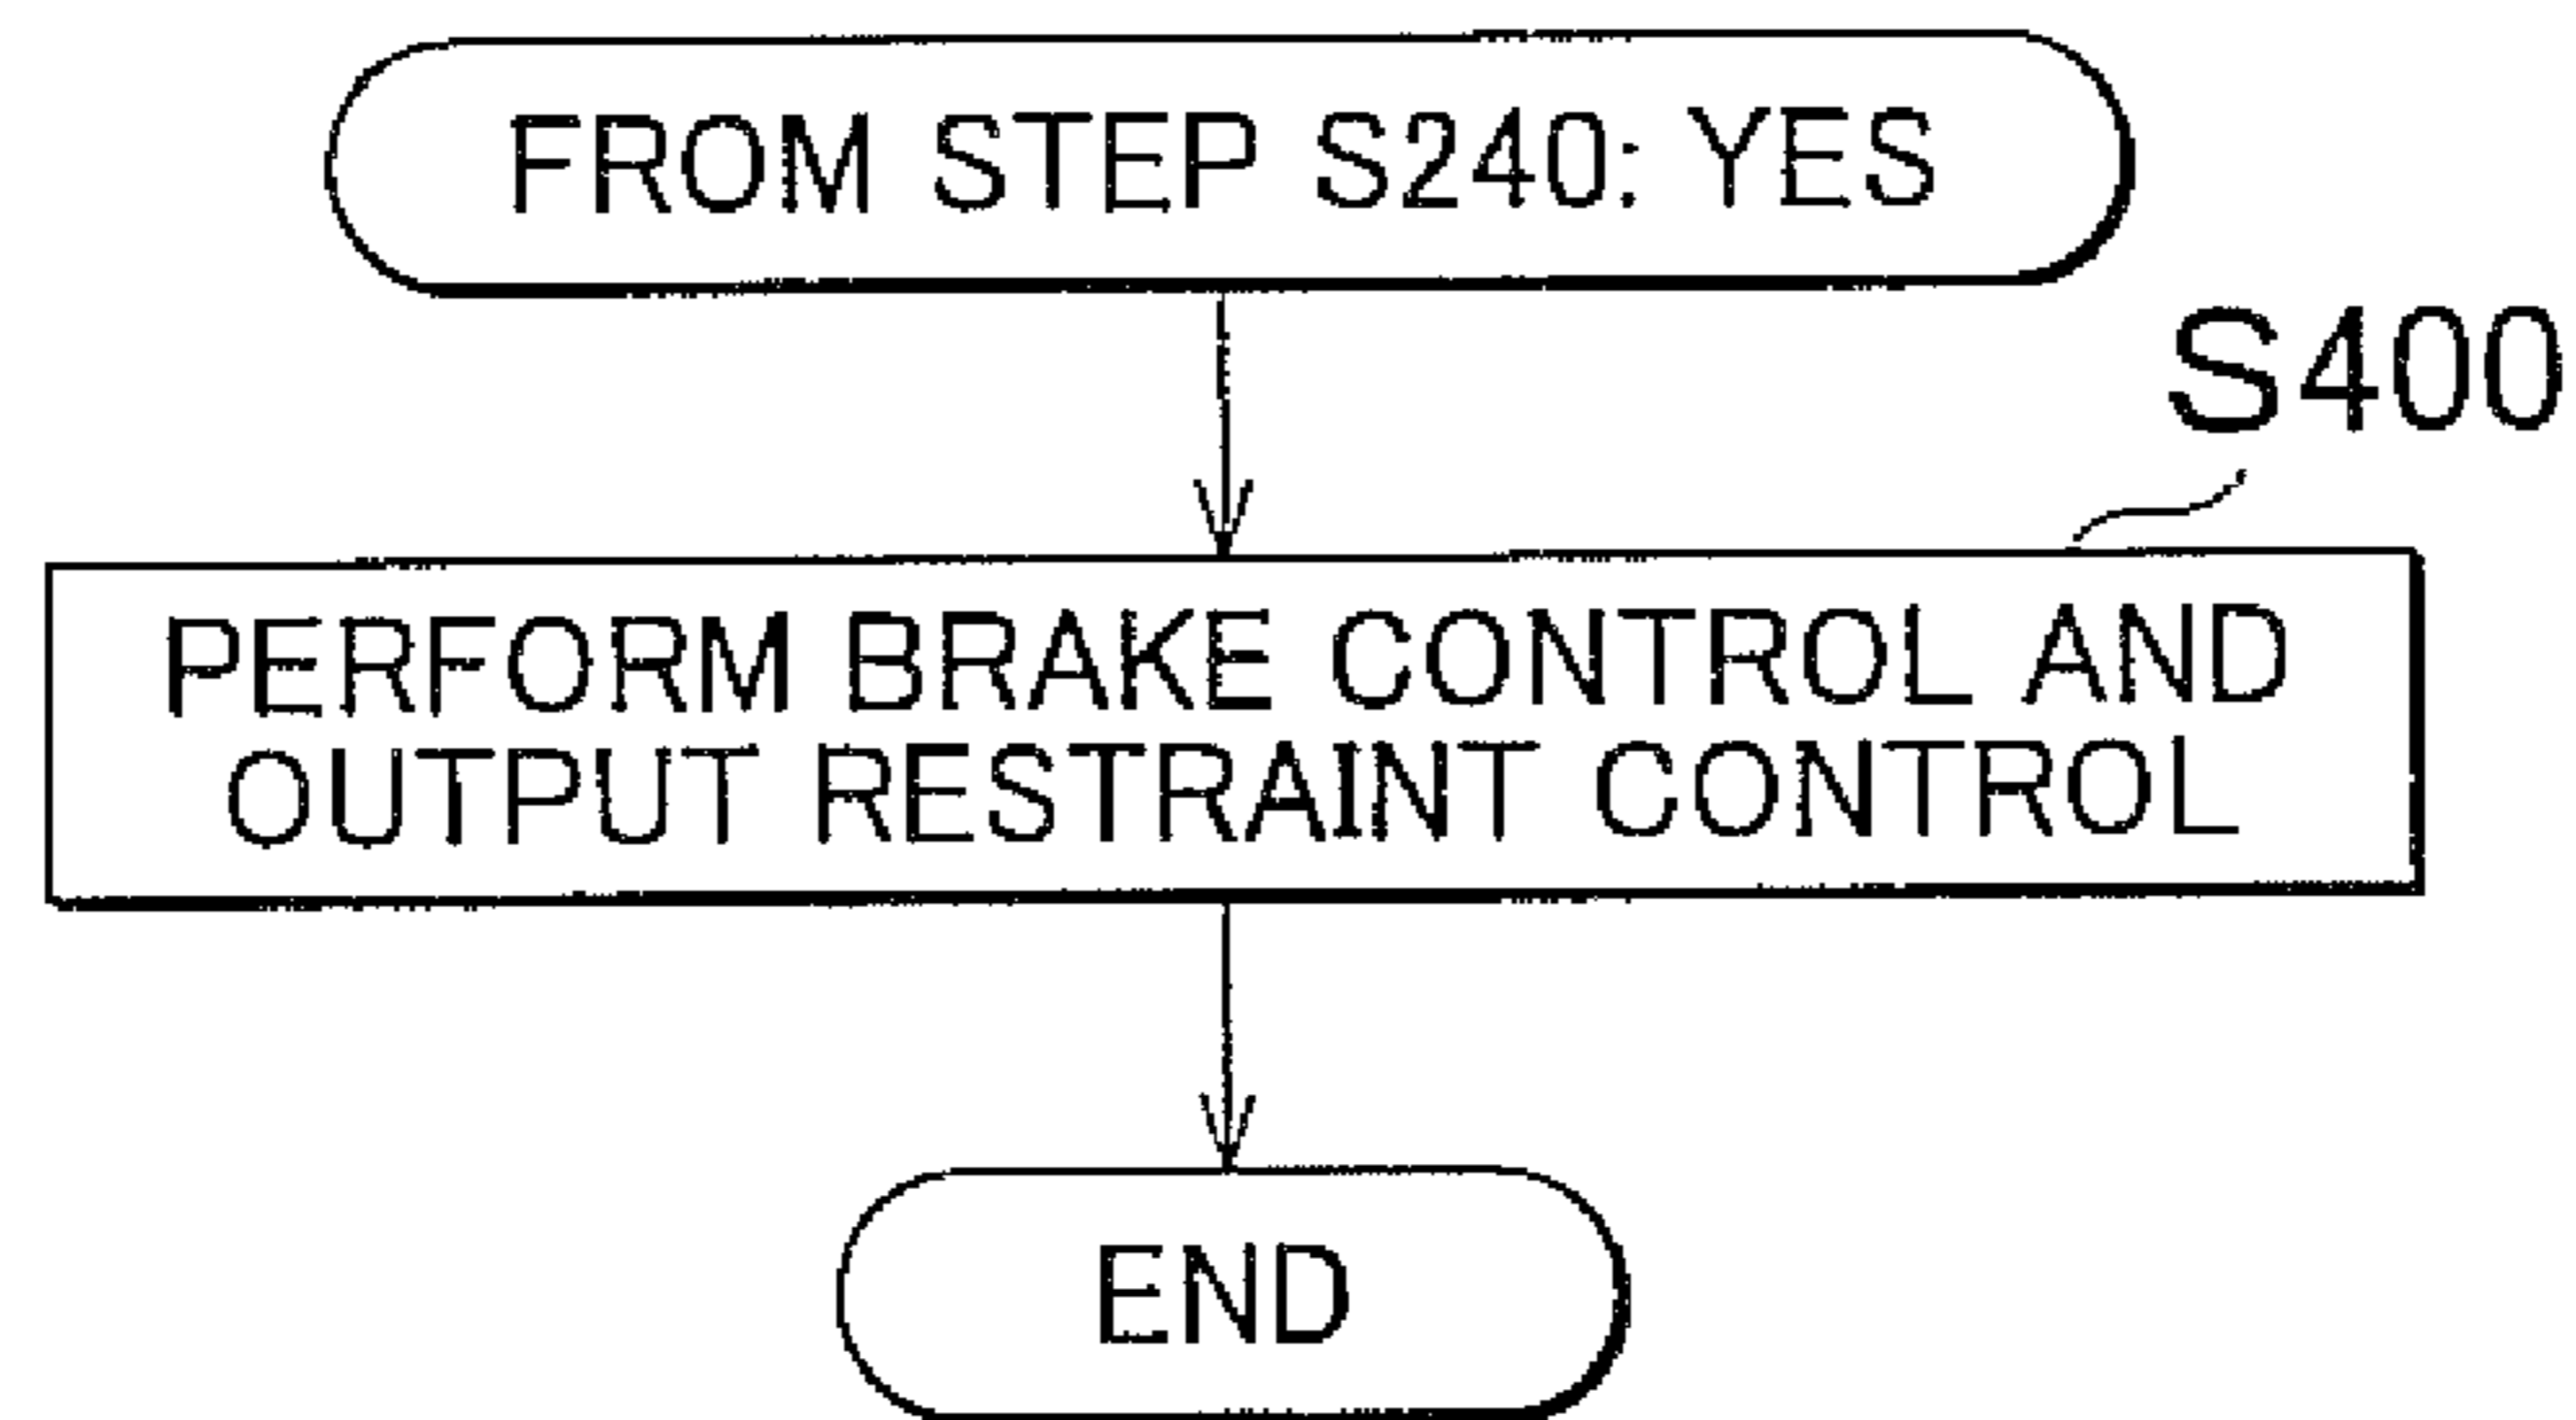 FROM STEP S240: YES
S400
PERFORM BRAKE CONTROL AND
OUTPUT RESTRAINT CONTROL
END